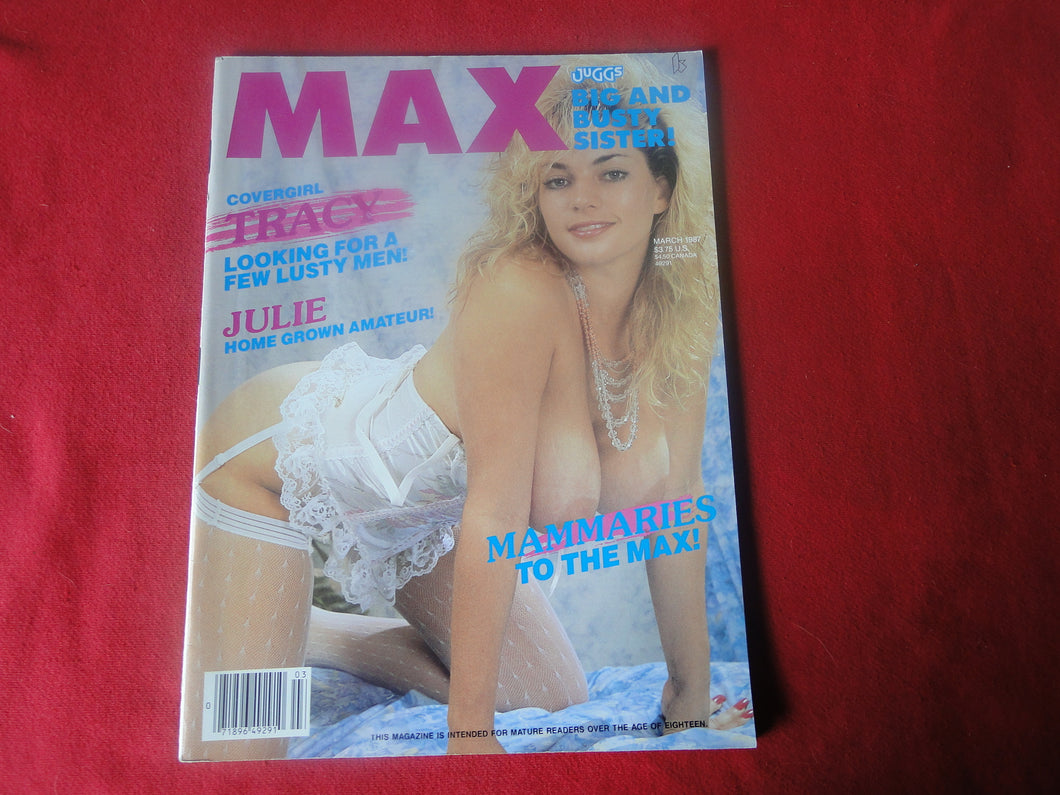 MAX
JUGGS
BIG AND
BUSTY
SISTER!
COVERGIRL
TRACY
LOOKING FOR A
FEW LUSTY MEN!
JULIE
HOME GROWN AMATEUR!
MARCH 1987
$3.75 U.S.
$4.50 CANADA
49291
MAMMARIES
TO THE MAX!
03
0
71896 49291
THIS MAGAZINE IS INTENDED FOR MATURE READERS OVER THE AGE OF EIGHTEEN.